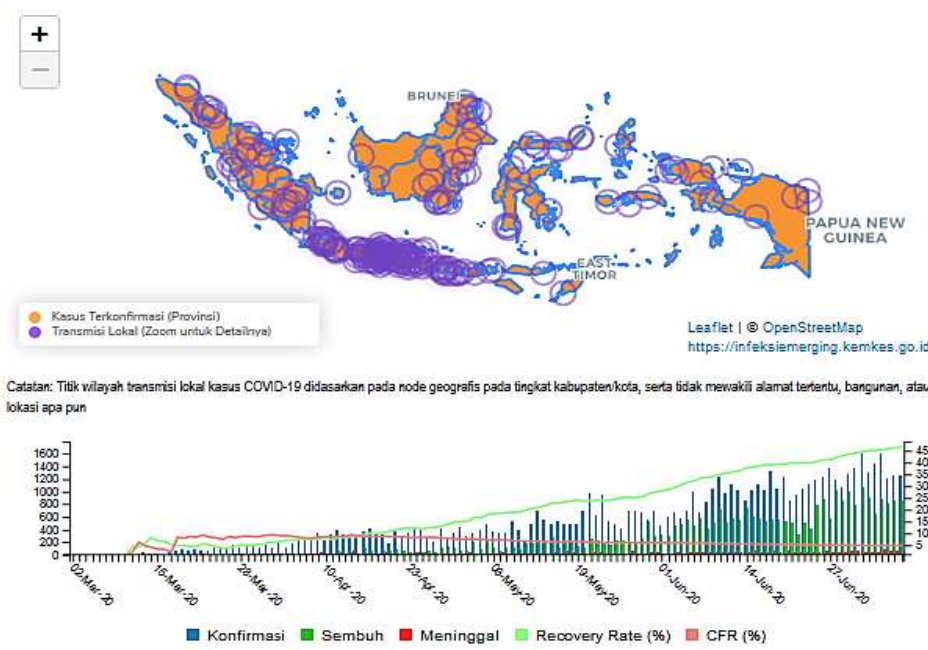 +
−
BRUNEI
PAPUA NEW
GUINEA
EAST
TIMOR
Kasus Terkonfirmasi (Provinsi)
Transmisi Lokal (Zoom untuk Detailnya)
Leaflet | © OpenStreetMap
https://infeksiemerging.kemkes.go.id
Catatan: Titik wilayah transmisi lokal kasus COVID-19 didasarkan pada node geografis pada tingkat kabupaten/kota, serta tidak mewakili alamat tertentu, bangunan, atau
lokasi apa pun
1600
1400
1200
1000
800
600
400
200
0
45
40
35
30
25
20
15
10
5
02-Mar-20
15-Mar-20
28-Mar-20
10-Apr-20
23-Apr-20
06-May-20
19-May-20
01-Jun-20
14-Jun-20
27-Jun-20
Konfirmasi Sembuh Meninggal Recovery Rate (%) CFR (%)